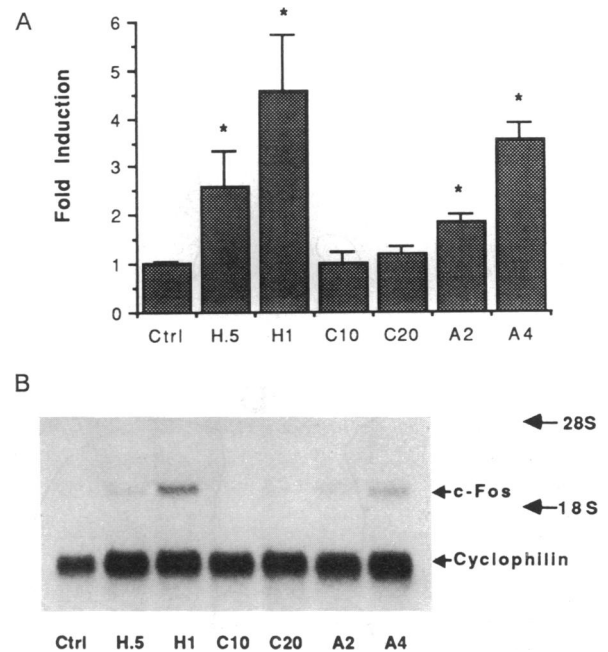 A
Fold Induction
6
5
4
3
2
1
0
* * * *
Ctrl H.5 H1 C10 C20 A2 A4
B
28S
c-Fos
18S
Cyclophilin
Ctrl H.5 H1 C10 C20 A2 A4